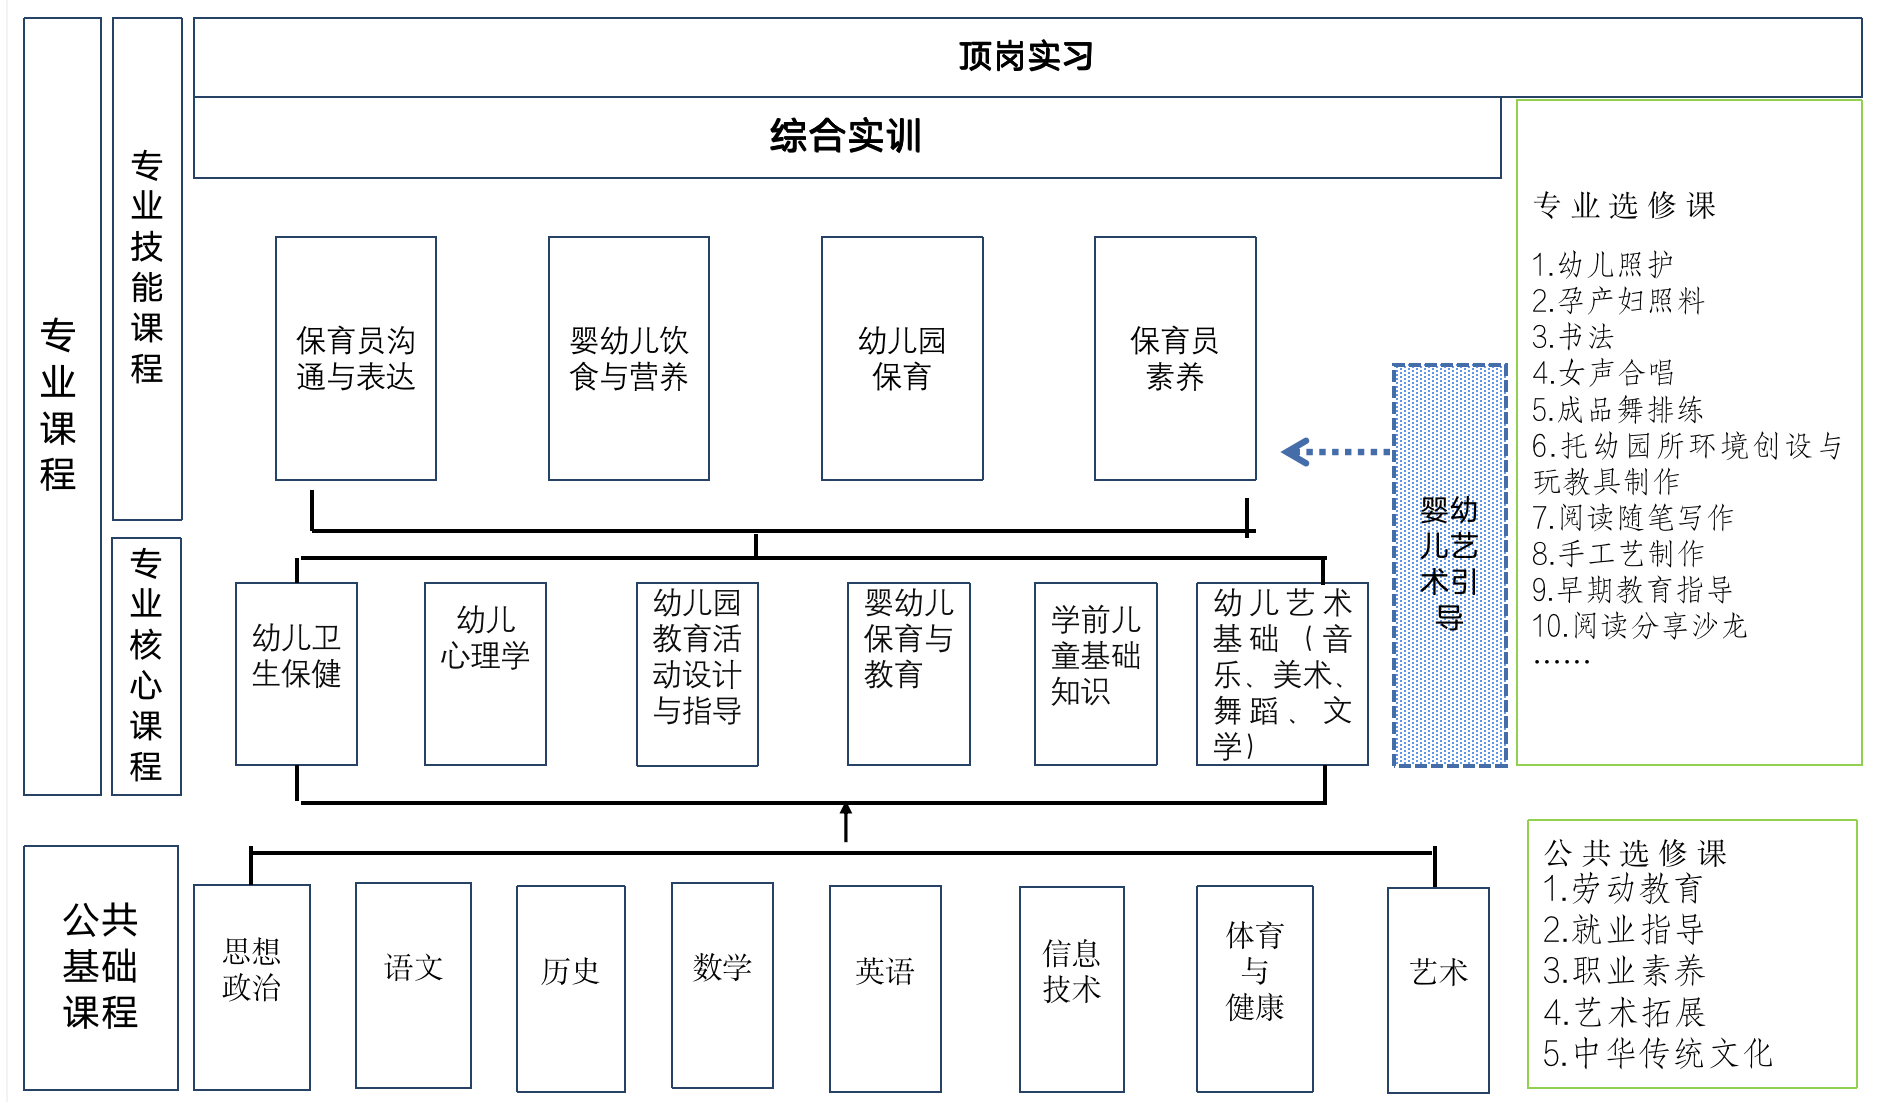 顶岗实习
综合实训
专业课程
专业技能课程
保育员沟
通与表达
婴幼儿饮
食与营养
幼儿园
保育
保育员
素养
专业核心课程
幼儿卫
生保健
幼儿
心理学
幼儿园
教育活
动设计
与指导
婴幼儿
保育与
教育
学前儿
童基础
知识
幼儿艺术
基础（音
乐、美术、
舞蹈、文
学）
婴幼
儿艺
术引
导
专业选修课
1.幼儿照护
2.孕产妇照料
3.书法
4.女声合唱
5.成品舞排练
6.托幼园所环境创设与
玩教具制作
7.阅读随笔写作
8.手工艺制作
9.早期教育指导
10.阅读分享沙龙
……
公共
基础
课程
思想
政治
语文
历史
数学
英语
信息
技术
体育
与
健康
艺术
公共选修课
1.劳动教育
2.就业指导
3.职业素养
4.艺术拓展
5.中华传统文化